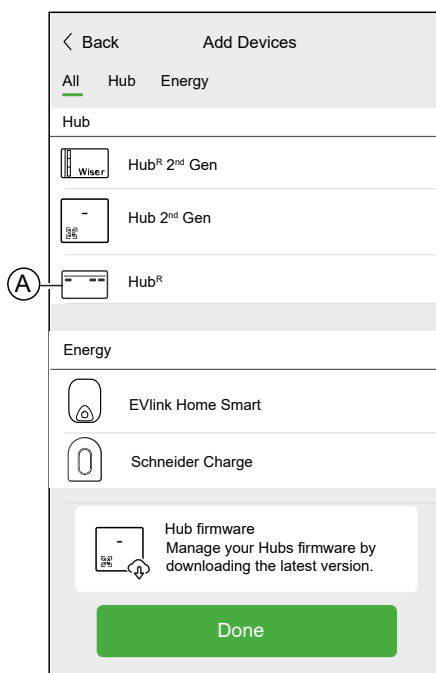 < Back Add Devices
All Hub Energy
Hub
Wiser
Hubᴿ 2ⁿᵈ Gen
Hub 2ⁿᵈ Gen
A
Hubᴿ
Energy
EVlink Home Smart
Schneider Charge
Hub firmware
Manage your Hubs firmware by
downloading the latest version.
Done